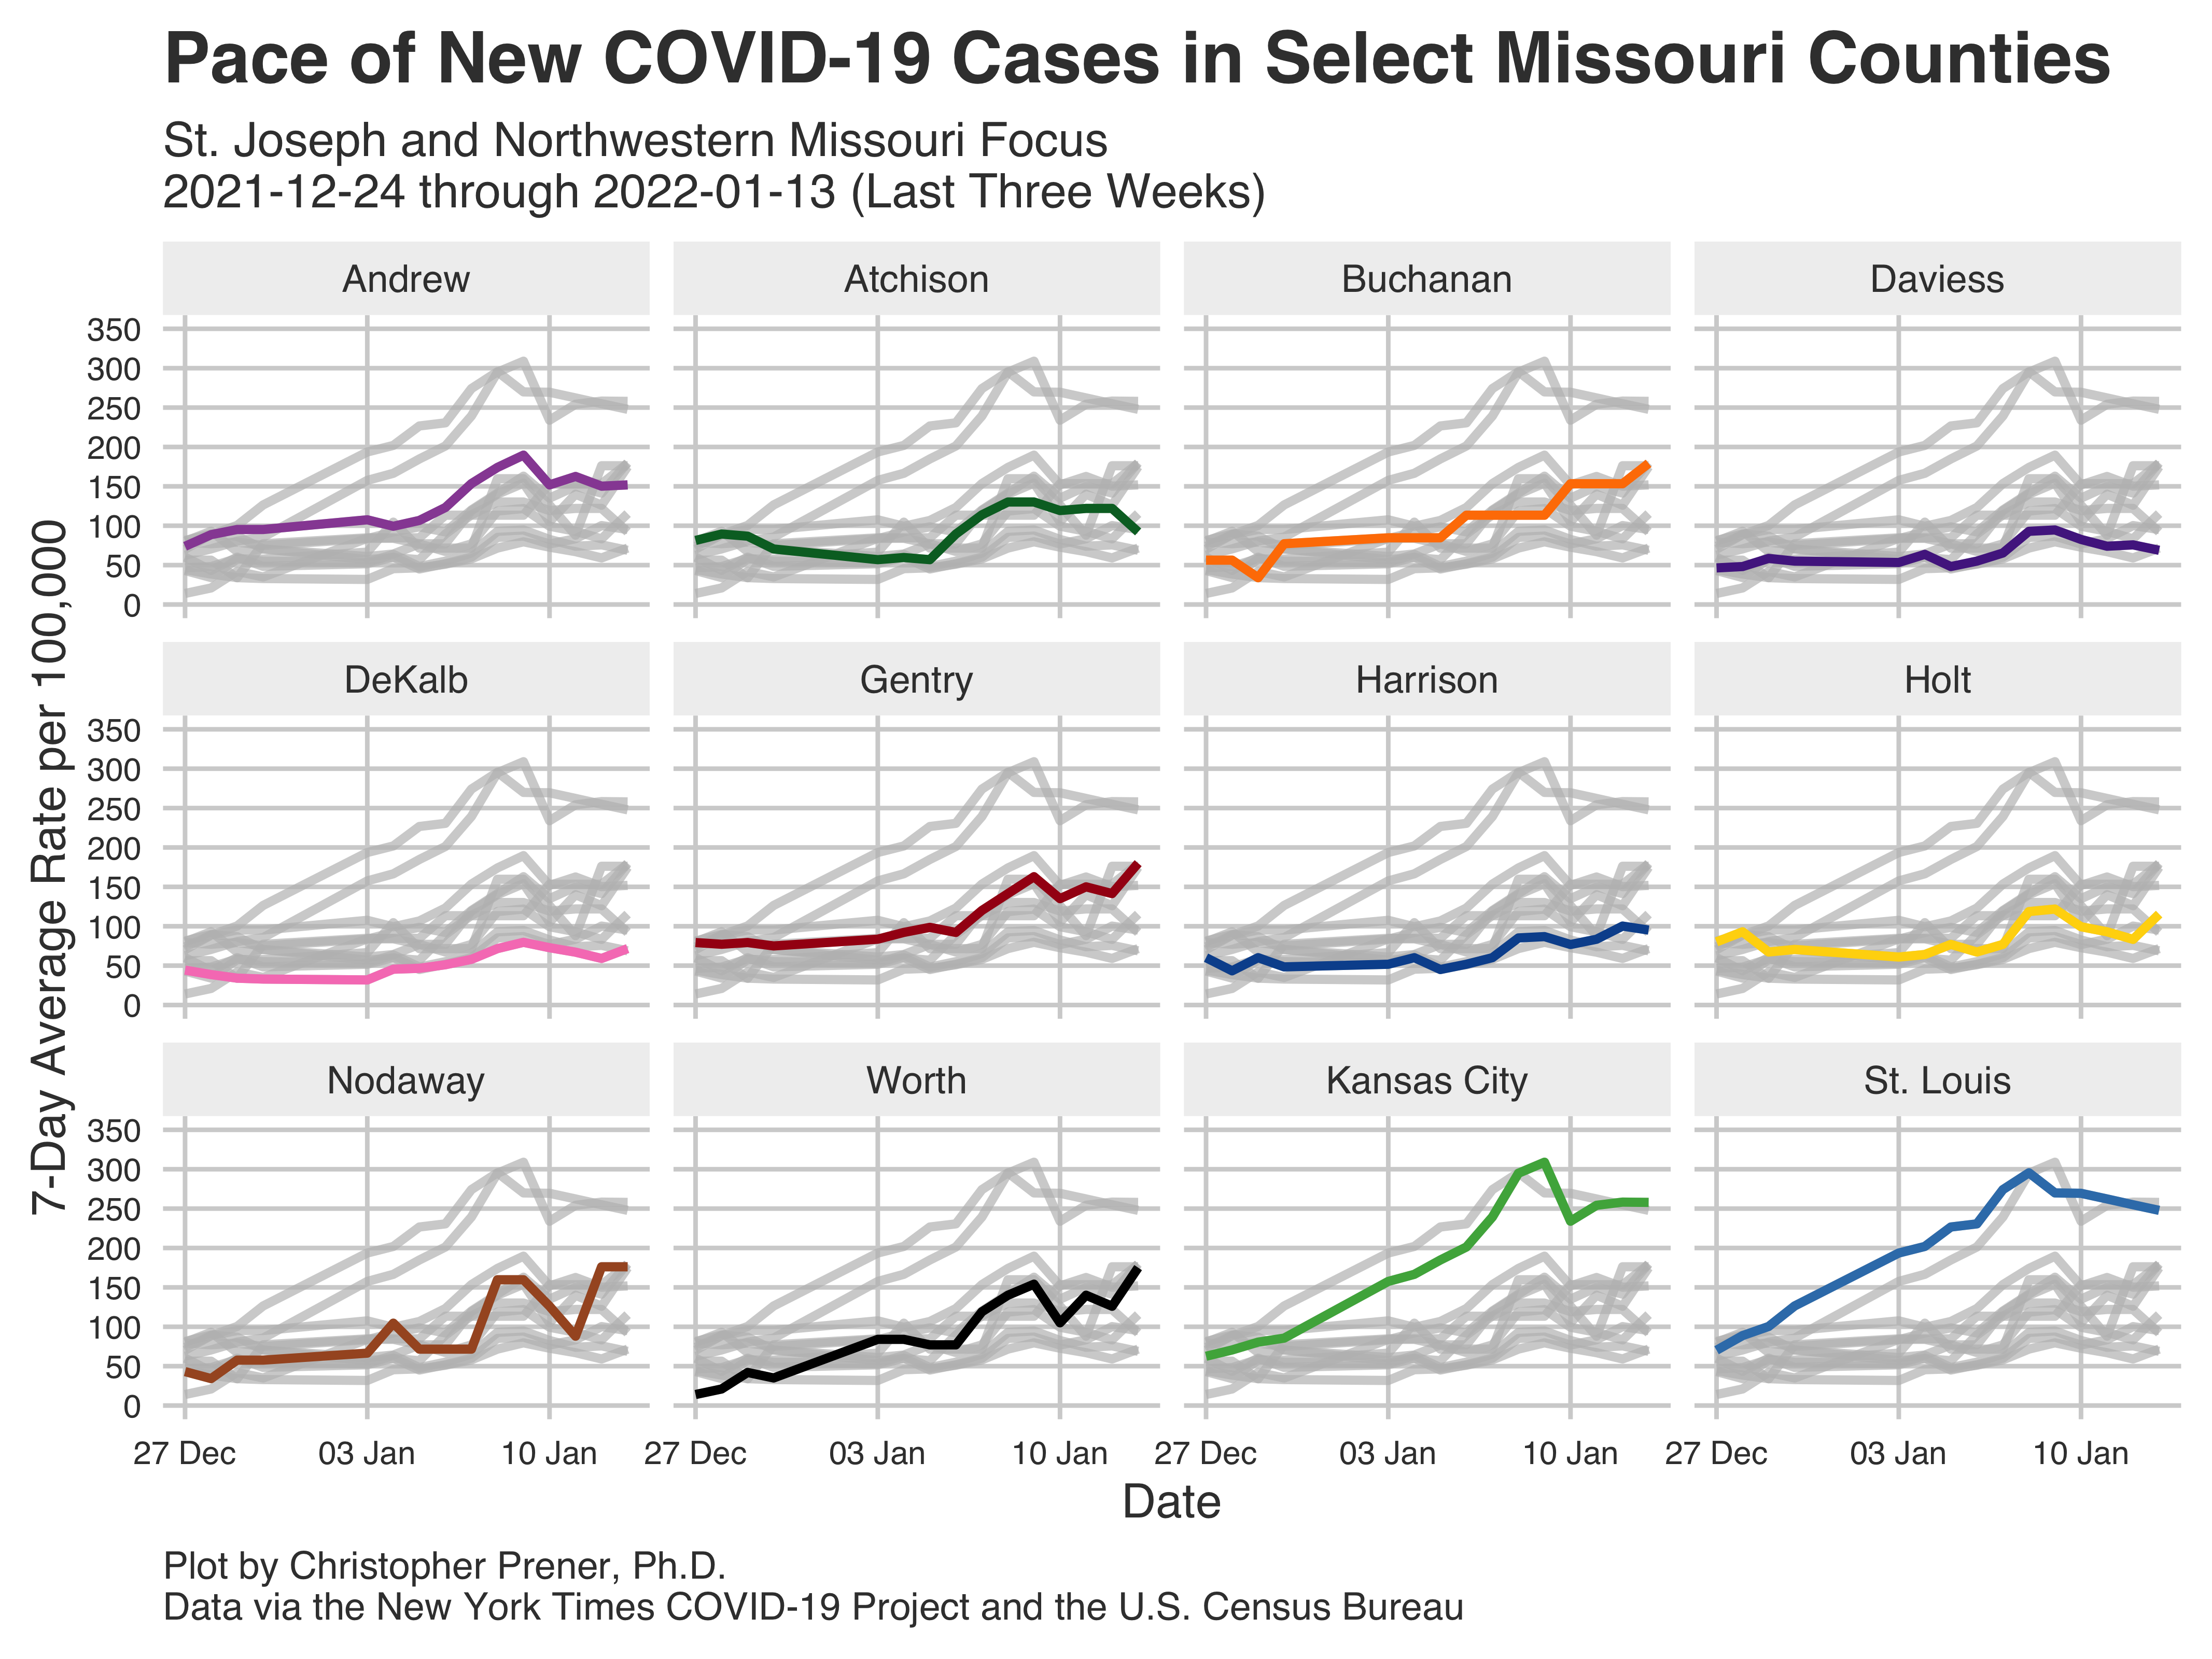 Pace of New COVID-19 Cases in Select Missouri Counties
St. Joseph and Northwestern Missouri Focus
2021-12-24 through 2022-01-13 (Last Three Weeks)
7-Day Average Rate per 100,000
Andrew
Atchison
Buchanan
Daviess
350
300
250
200
150
100
50
0
DeKalb
Gentry
Harrison
Holt
350
300
250
200
150
100
50
0
Nodaway
Worth
Kansas City
St. Louis
350
300
250
200
150
100
50
0
27 Dec 03 Jan 10 Jan 27 Dec 03 Jan 10 Jan 27 Dec 03 Jan 10 Jan 27 Dec 03 Jan 10 Jan
Date
Plot by Christopher Prener, Ph.D.
Data via the New York Times COVID-19 Project and the U.S. Census Bureau